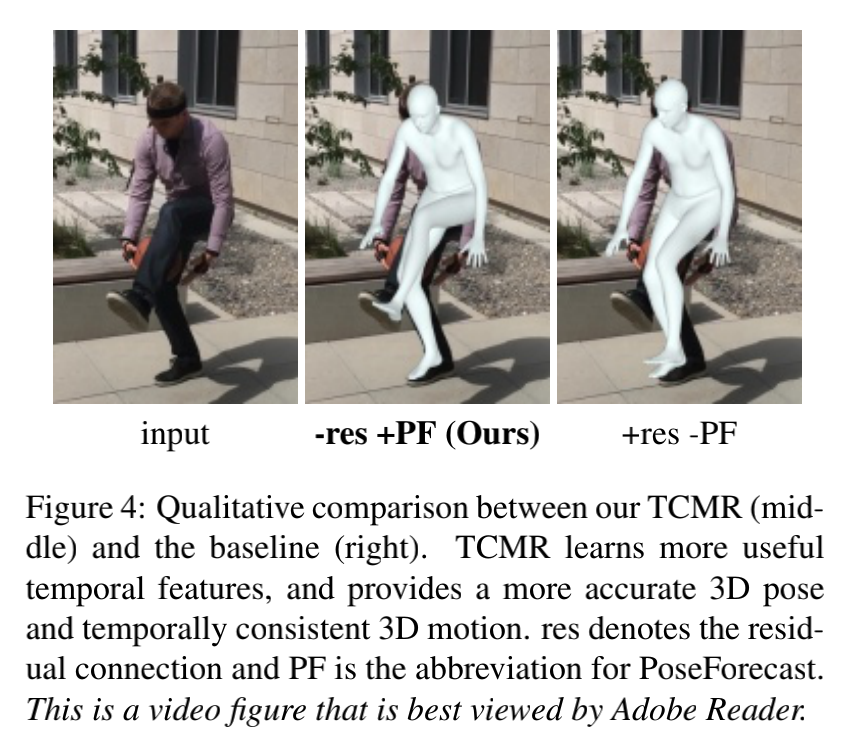 input
-res +PF (Ours)
+res -PF
Figure 4: Qualitative comparison between our TCMR (mid-
dle) and the baseline (right). TCMR learns more useful
temporal features, and provides a more accurate 3D pose
and temporally consistent 3D motion. res denotes the resid-
ual connection and PF is the abbreviation for PoseForecast.
This is a video figure that is best viewed by Adobe Reader.